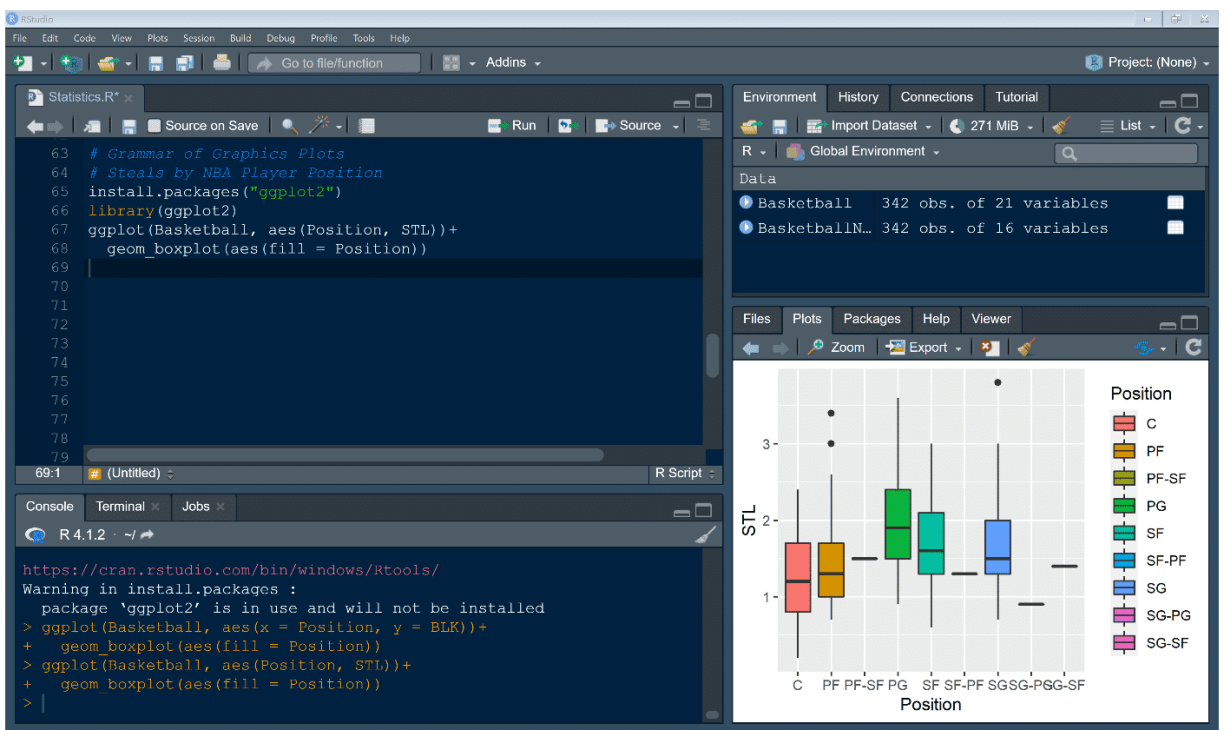 RStudio
File Edit Code View Plots Session Build Debug Profile Tools Help
Go to file/function Addins Project: (None)
Statistics.R*
Source on Save Run Source
63 # Grammar of Graphics Plots
64 # Steals by NBA Player Position
65 install.packages("ggplot2")
66 library(ggplot2)
67 ggplot(Basketball, aes(Position, STL))+
68 geom_boxplot(aes(fill = Position))
69
70
71
72
73
74
75
76
77
78
79
69:1 # (Untitled) R Script
Console Terminal Jobs
R 4.1.2 · ~/
https://cran.rstudio.com/bin/windows/Rtools/
Warning in install.packages :
package ‘ggplot2’ is in use and will not be installed
> ggplot(Basketball, aes(x = Position, y = BLK))+
+ geom_boxplot(aes(fill = Position))
> ggplot(Basketball, aes(Position, STL))+
+ geom_boxplot(aes(fill = Position))
>
Environment History Connections Tutorial
Import Dataset 271 MiB List
R Global Environment
Data
Basketball 342 obs. of 21 variables
BasketballN… 342 obs. of 16 variables
Files Plots Packages Help Viewer
Zoom Export
STL
3
2
1
C PF PF-SF PG SF SF-PF SG SG-PG SG-SF
Position
Position
C
PF
PF-SF
PG
SF
SF-PF
SG
SG-PG
SG-SF